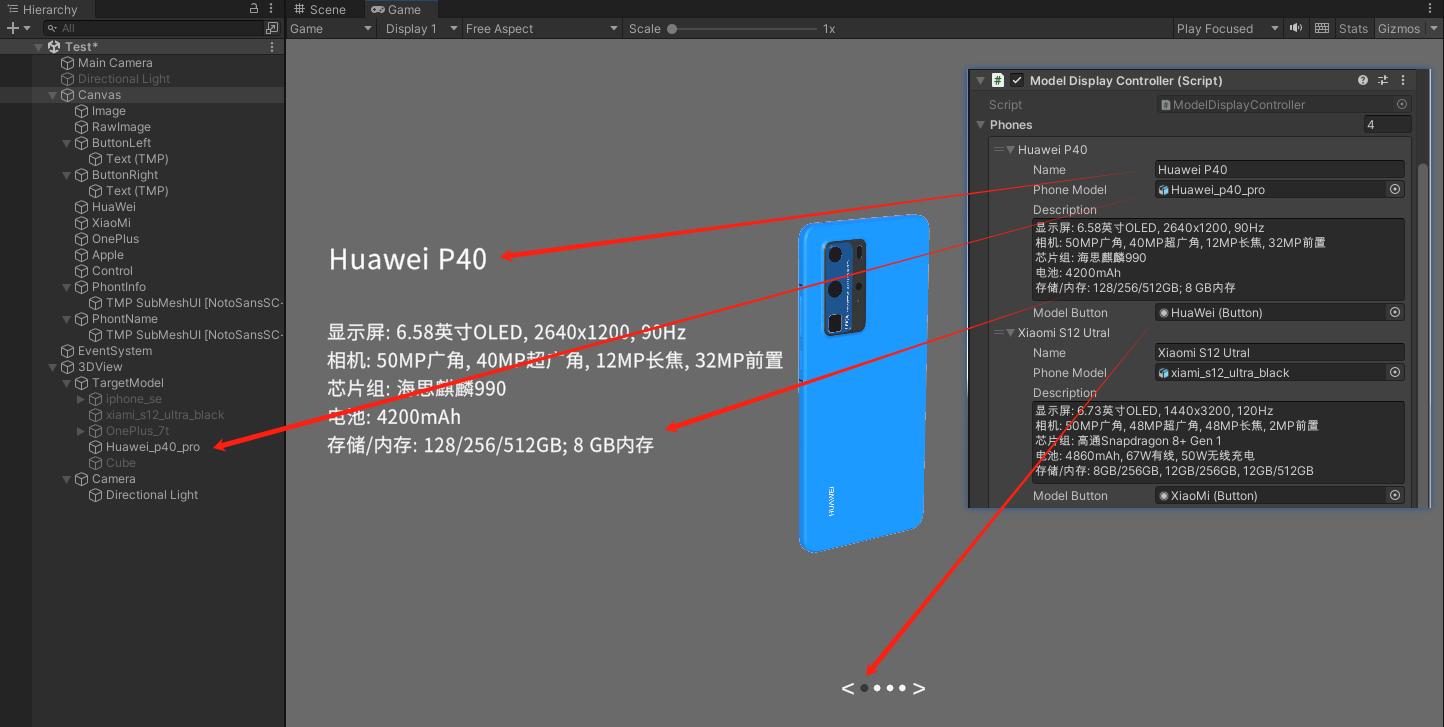 Hierarchy
All
Test*
Main Camera
Directional Light
Canvas
Image
RawImage
ButtonLeft
Text (TMP)
ButtonRight
Text (TMP)
HuaWei
XiaoMi
OnePlus
Apple
Control
PhontInfo
TMP SubMeshUI [NotoSansSC-
PhontName
TMP SubMeshUI [NotoSansSC-
EventSystem
3DView
TargetModel
iphone_se
xiami_s12_ultra_black
OnePlus_7t
Huawei_p40_pro
Cube
Camera
Directional Light
Scene
Game
Game
Display 1
Free Aspect
Scale
1x
Play Focused
Stats
Gizmos
Huawei P40
显示屏: 6.58英寸OLED, 2640x1200, 90Hz
相机: 50MP广角, 40MP超广角, 12MP长焦, 32MP前置
芯片组: 海思麒麟990
电池: 4200mAh
存储/内存: 128/256/512GB; 8 GB内存
HUAWEI
< >
Model Display Controller (Script)
Script
ModelDisplayController
Phones
4
Huawei P40
Name
Huawei P40
Phone Model
Huawei_p40_pro
Description
显示屏: 6.58英寸OLED, 2640x1200, 90Hz
相机: 50MP广角, 40MP超广角, 12MP长焦, 32MP前置
芯片组: 海思麒麟990
电池: 4200mAh
存储/内存: 128/256/512GB; 8 GB内存
Model Button
HuaWei (Button)
Xiaomi S12 Utral
Name
Xiaomi S12 Utral
Phone Model
xiami_s12_ultra_black
Description
显示屏: 6.73英寸OLED, 1440x3200, 120Hz
相机: 50MP广角, 48MP超广角, 48MP长焦, 2MP前置
芯片组: 高通Snapdragon 8+ Gen 1
电池: 4860mAh, 67W有线, 50W无线充电
存储/内存: 8GB/256GB, 12GB/256GB, 12GB/512GB
Model Button
XiaoMi (Button)